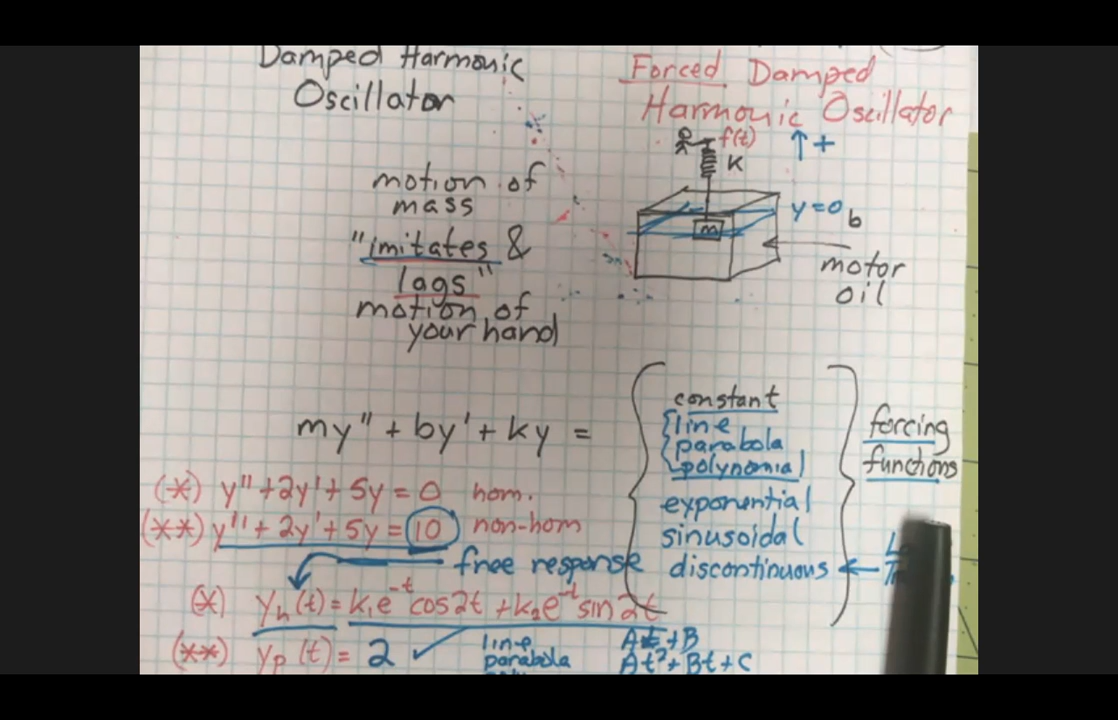 Damped Harmonic
Oscillator
Forced Damped
Harmonic Oscillator
f(t)
↑ +
K
y=0
b
m
motor
oil
motion of
mass
"imitates &
lags"
motion of
your hand
my" + by' + ky =
constant
line
parabola
polynomial
exponential
sinusoidal
discontinuous ←
forcing
functions
(*) y" + 2y' + 5y = 0 hom.
(**) y" + 2y' + 5y = 10 non-hom
free response
(*) yh(t) = k₁e^-t cos2t + k₂e^-t sin 2t
(**) yp(t) = 2 ✓
line At+B
parabola At²+Bt+C